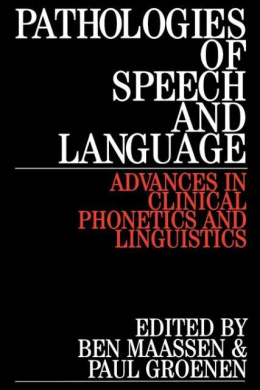 PATHOLOGIES
OF
SPEECH
AND
LANGUAGE
ADVANCES IN
CLINICAL
PHONETICS AND
LINGUISTICS
EDITED BY
BEN MAASSEN &
PAUL GROENEN